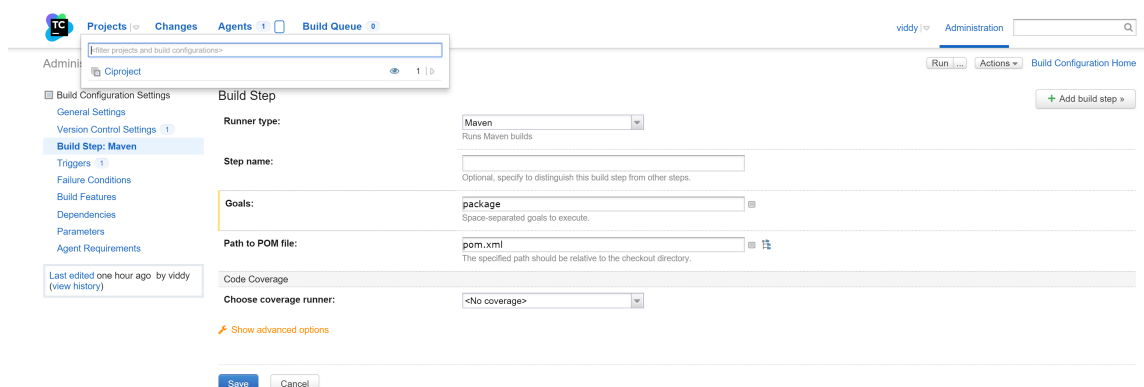 TC
Projects Changes Agents 1 Build Queue 0 viddy Administration
<filter projects and build configurations>
Ciproject 1
Adminis Run ... Actions Build Configuration Home
Build Configuration Settings
General Settings
Version Control Settings 1
Build Step: Maven
Triggers 1
Failure Conditions
Build Features
Dependencies
Parameters
Agent Requirements
Last edited one hour ago by viddy
(view history)
Build Step
+ Add build step »
Runner type: Maven
Runs Maven builds
Step name:
Optional, specify to distinguish this build step from other steps.
Goals: package
Space-separated goals to execute.
Path to POM file: pom.xml
The specified path should be relative to the checkout directory.
Code Coverage
Choose coverage runner: <No coverage>
Show advanced options
Save Cancel